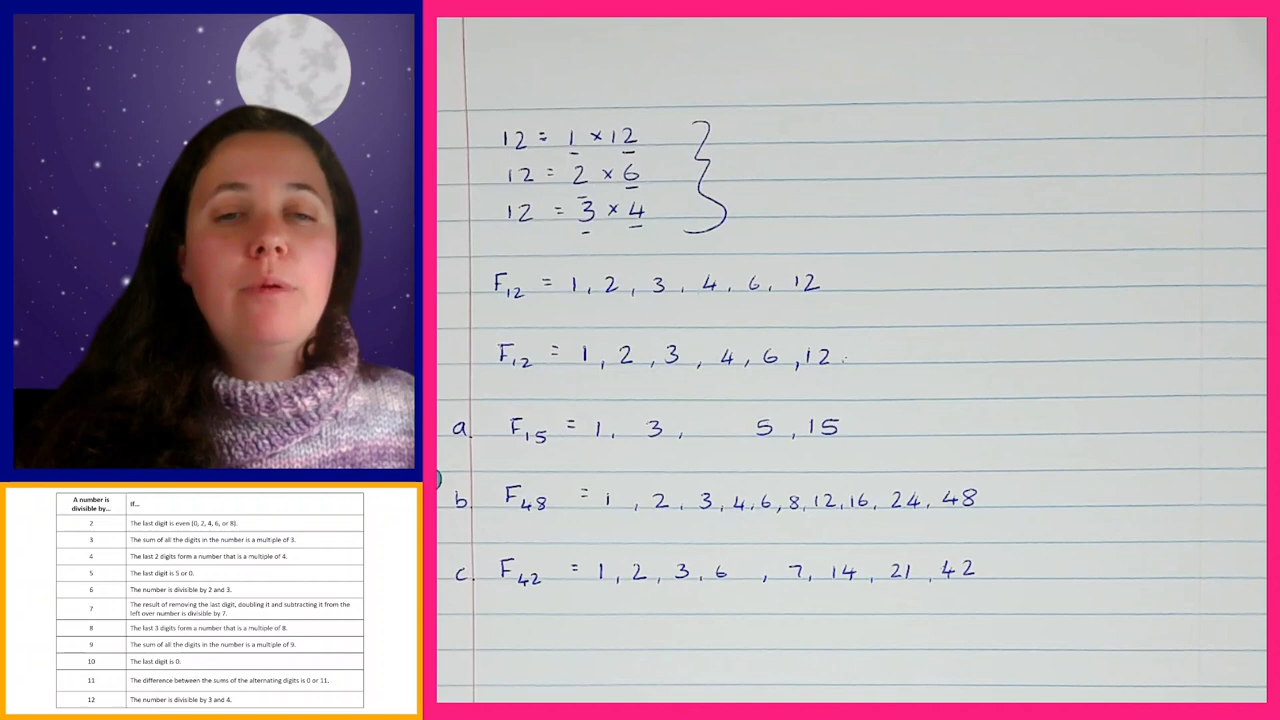 12 = 1 × 12
12 = 2 × 6
12 = 3 × 4
F12 = 1, 2, 3, 4, 6, 12
F12 = 1, 2, 3, 4, 6, 12
a. F15 = 1, 3, 5, 15
b. F48 = 1, 2, 3, 4, 6, 8, 12, 16, 24, 48
c. F42 = 1, 2, 3, 6, 7, 14, 21, 42
A number is divisible by... If...
2 The last digit is even (0, 2, 4, 6, or 8).
3 The sum of all the digits in the number is a multiple of 3.
4 The last 2 digits form a number that is a multiple of 4.
5 The last digit is 5 or 0.
6 The number is divisible by 2 and 3.
7 The result of removing the last digit, doubling it and subtracting it from the
left over number is divisible by 7.
8 The last 3 digits form a number that is a multiple of 8.
9 The sum of all the digits in the number is a multiple of 9.
10 The last digit is 0.
11 The difference between the sums of the alternating digits is 0 or 11.
12 The number is divisible by 3 and 4.